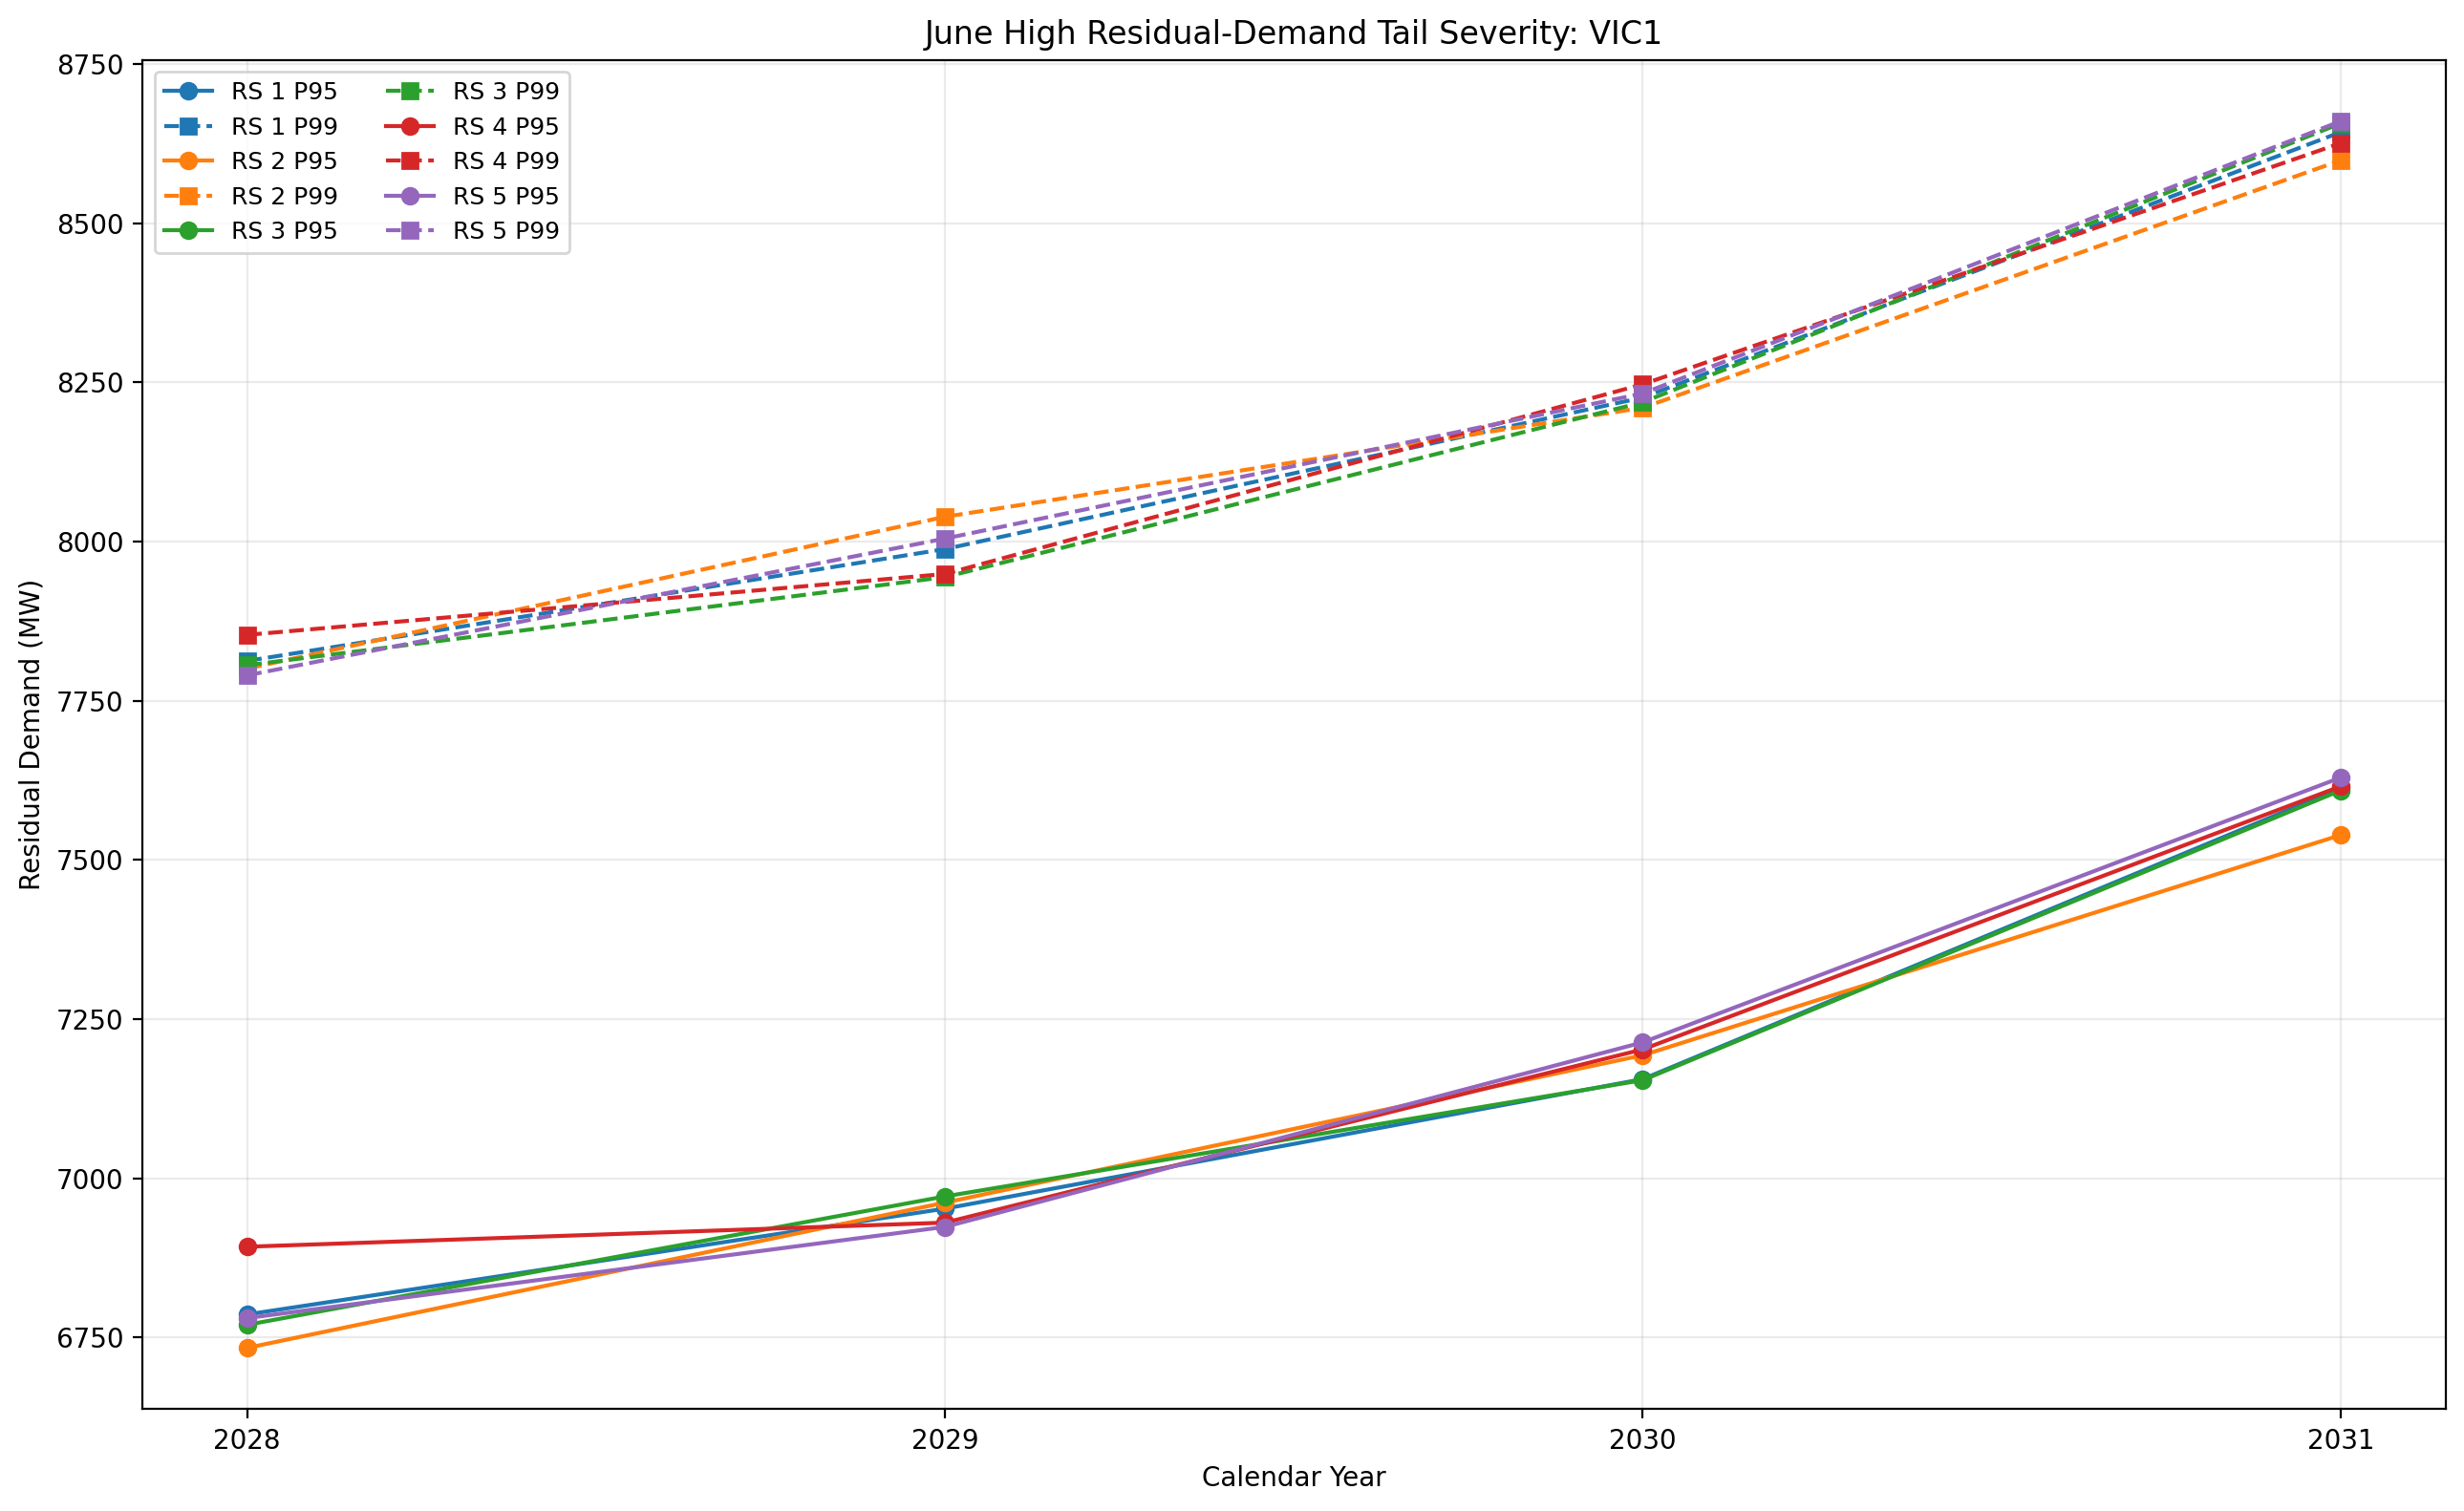 June High Residual-Demand Tail Severity: VIC1
RS 1 P95
RS 1 P99
RS 2 P95
RS 2 P99
RS 3 P95
RS 3 P99
RS 4 P95
RS 4 P99
RS 5 P95
RS 5 P99
8750
8500
8250
8000
7750
7500
7250
7000
6750
Residual Demand (MW)
2028 2029 2030 2031
Calendar Year